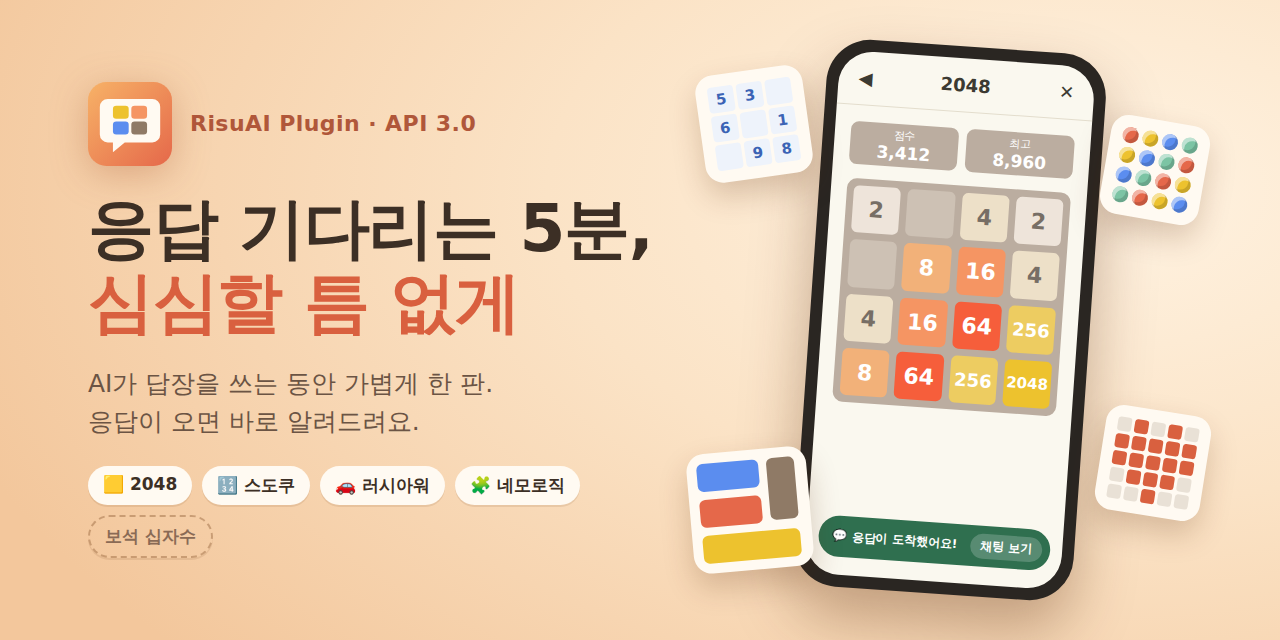 RisuAI Plugin · API 3.0
응답 기다리는 5분,
심심할 틈 없게
AI가 답장을 쓰는 동안 가볍게 한 판.
응답이 오면 바로 알려드려요.
2048
스도쿠
러시아워
네모로직
보석 십자수
5 3
6 1
9 8
2048
점수
3,412
최고
8,960
2 4 2
8 16 4
4 16 64 256
8 64 256 2048
응답이 도착했어요!
채팅 보기